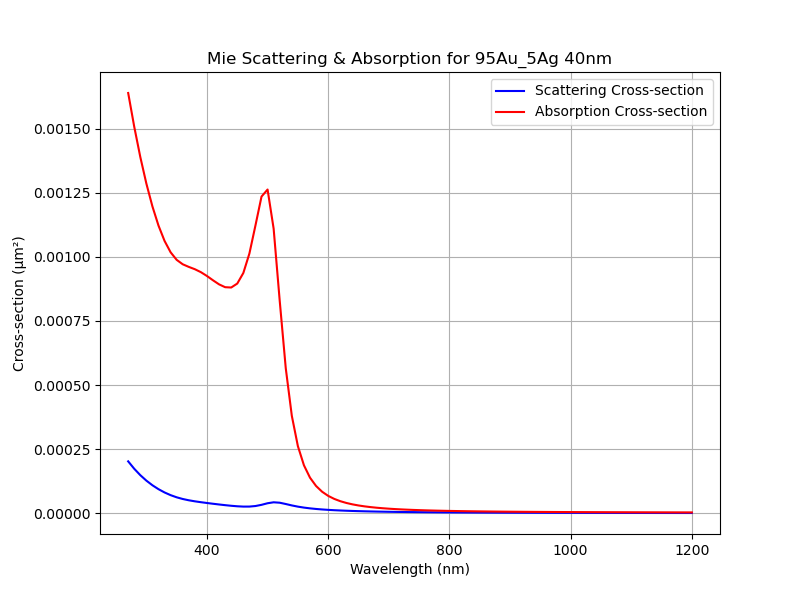 Mie Scattering & Absorption for 95Au_5Ag 40nm
Scattering Cross-section
Absorption Cross-section
Cross-section (μm²)
0.00150
0.00125
0.00100
0.00075
0.00050
0.00025
0.00000
400 600 800 1000 1200
Wavelength (nm)